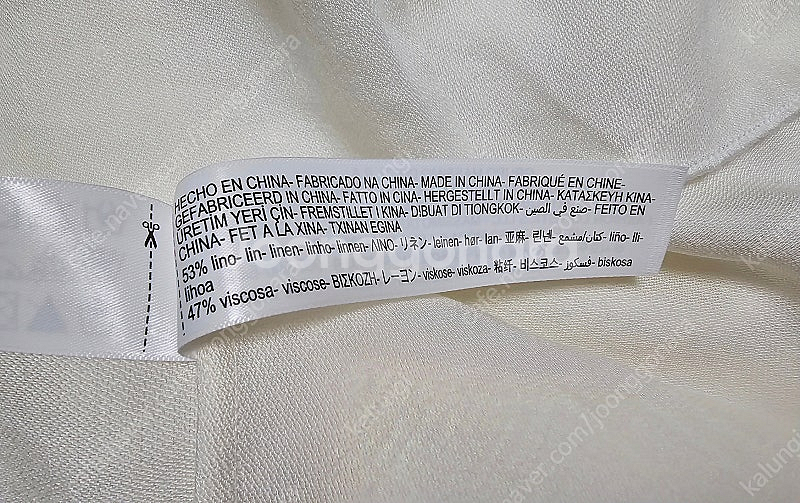 HECHO EN CHINA- FABRICADO NA CHINA- MADE IN CHINA- FABRIQUÉ EN CHINE-
GEFABRICEERD IN CHINA- FATTO IN CINA- HERGESTELLT IN CHINA- ΚΑΤΑΣΚΕΥΗ ΚΙΝΑ-
ÜRETİM YERİ ÇİN- FREMSTILLET I KINA- DIBUAT DI TIONGKOK- صنع في الصين- FEITO EN
CHINA- FET A LA XINA- TXINAN EGINA
53% lino- lin- linen- linho- linnen- ΛΙΝΟ- リネン- leinen- hør- lan- 亚麻- 린넨- كتان/مشمع- liño- lli-
lihoa
47% viscosa- viscose- ΒΙΣΚΟΖΗ- レーヨン- viskose- viskoza- 粘纤- 비스코스- فسكوز- biskosa